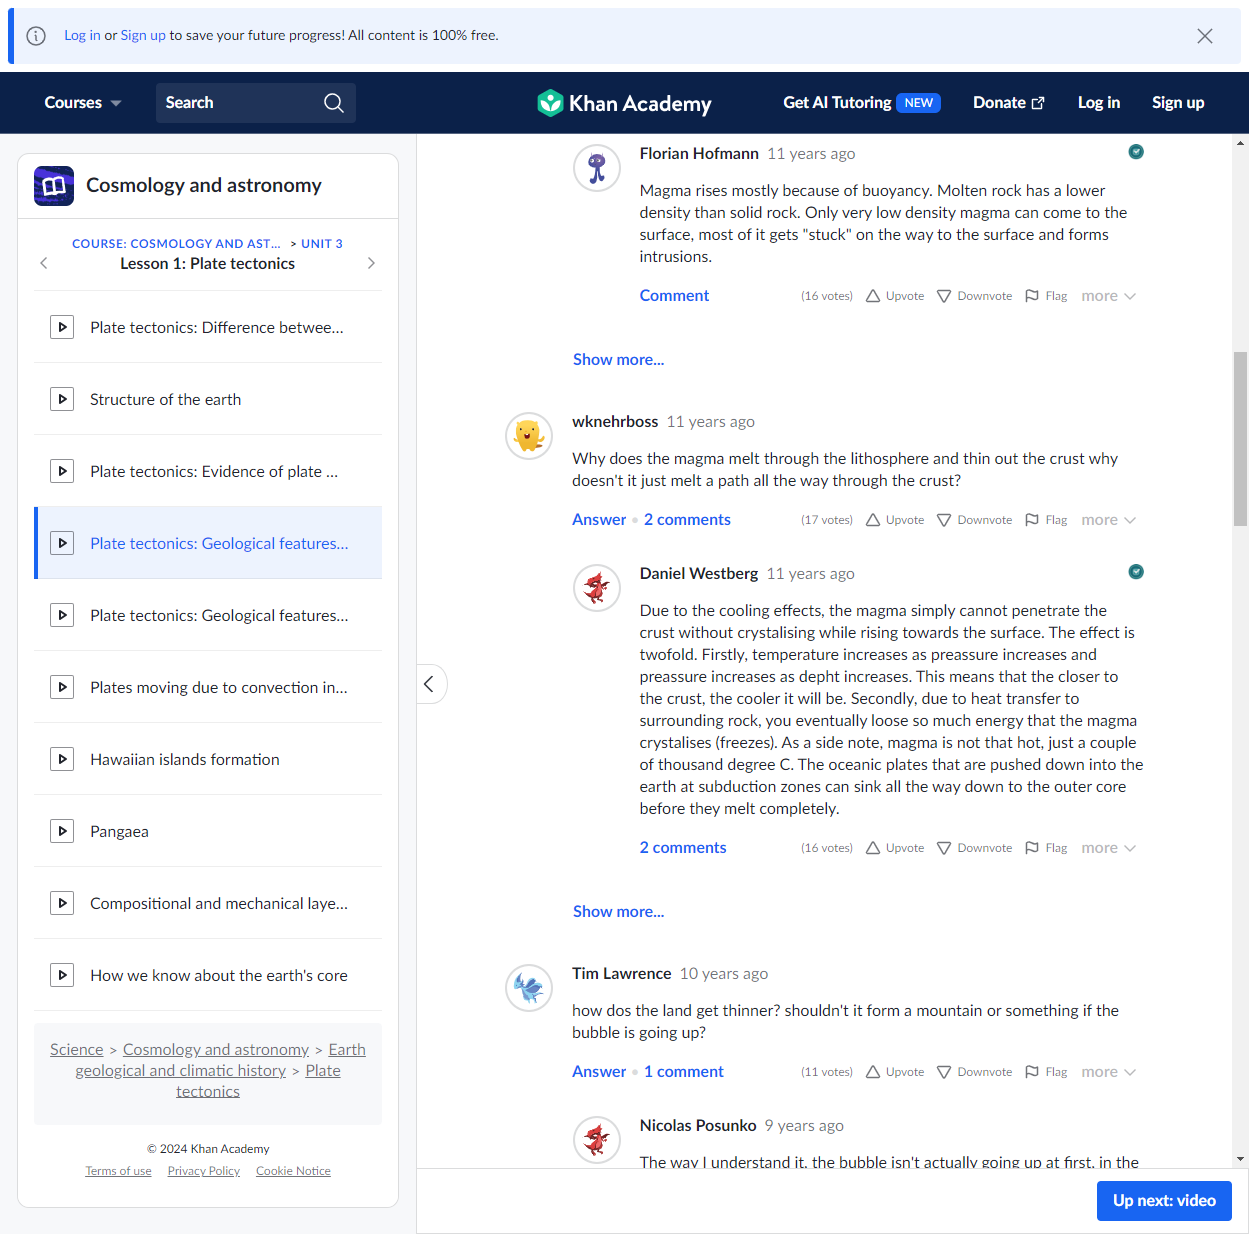 Log in or Sign up to save your future progress! All content is 100% free.
Courses
Search
Khan Academy
Get AI Tutoring NEW
Donate
Log in
Sign up
Cosmology and astronomy
COURSE: COSMOLOGY AND AST... > UNIT 3
Lesson 1: Plate tectonics
Plate tectonics: Difference betwee...
Structure of the earth
Plate tectonics: Evidence of plate ...
Plate tectonics: Geological features...
Plate tectonics: Geological features...
Plates moving due to convection in...
Hawaiian islands formation
Pangaea
Compositional and mechanical laye...
How we know about the earth's core
Science > Cosmology and astronomy > Earth
geological and climatic history > Plate
tectonics
© 2024 Khan Academy
Terms of use Privacy Policy Cookie Notice
Florian Hofmann 11 years ago
Magma rises mostly because of buoyancy. Molten rock has a lower
density than solid rock. Only very low density magma can come to the
surface, most of it gets "stuck" on the way to the surface and forms
intrusions.
Comment (16 votes) Upvote Downvote Flag more
Show more...
wknehrboss 11 years ago
Why does the magma melt through the lithosphere and thin out the crust why
doesn't it just melt a path all the way through the crust?
Answer • 2 comments (17 votes) Upvote Downvote Flag more
Daniel Westberg 11 years ago
Due to the cooling effects, the magma simply cannot penetrate the
crust without crystalising while rising towards the surface. The effect is
twofold. Firstly, temperature increases as preassure increases and
preassure increases as depht increases. This means that the closer to
the crust, the cooler it will be. Secondly, due to heat transfer to
surrounding rock, you eventually loose so much energy that the magma
crystalises (freezes). As a side note, magma is not that hot, just a couple
of thousand degree C. The oceanic plates that are pushed down into the
earth at subduction zones can sink all the way down to the outer core
before they melt completely.
2 comments (16 votes) Upvote Downvote Flag more
Show more...
Tim Lawrence 10 years ago
how dos the land get thinner? shouldn't it form a mountain or something if the
bubble is going up?
Answer • 1 comment (11 votes) Upvote Downvote Flag more
Nicolas Posunko 9 years ago
The way I understand it, the bubble isn't actually going up at first, in the
Up next: video